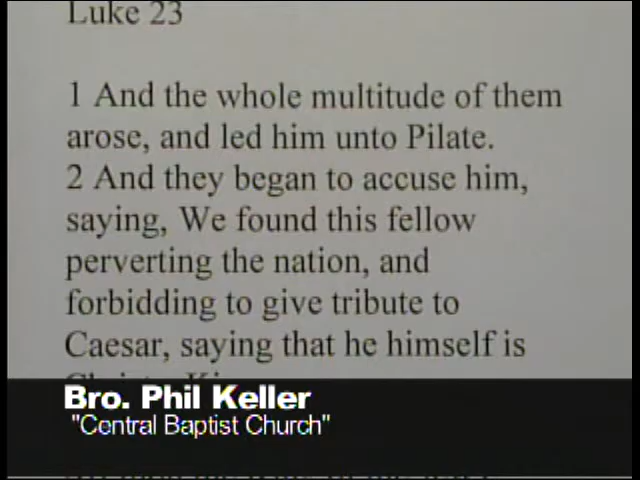 Luke 23
1 And the whole multitude of them
arose, and led him unto Pilate.
2 And they began to accuse him,
saying, We found this fellow
perverting the nation, and
forbidding to give tribute to
Caesar, saying that he himself is
Bro. Phil Keller
"Central Baptist Church"